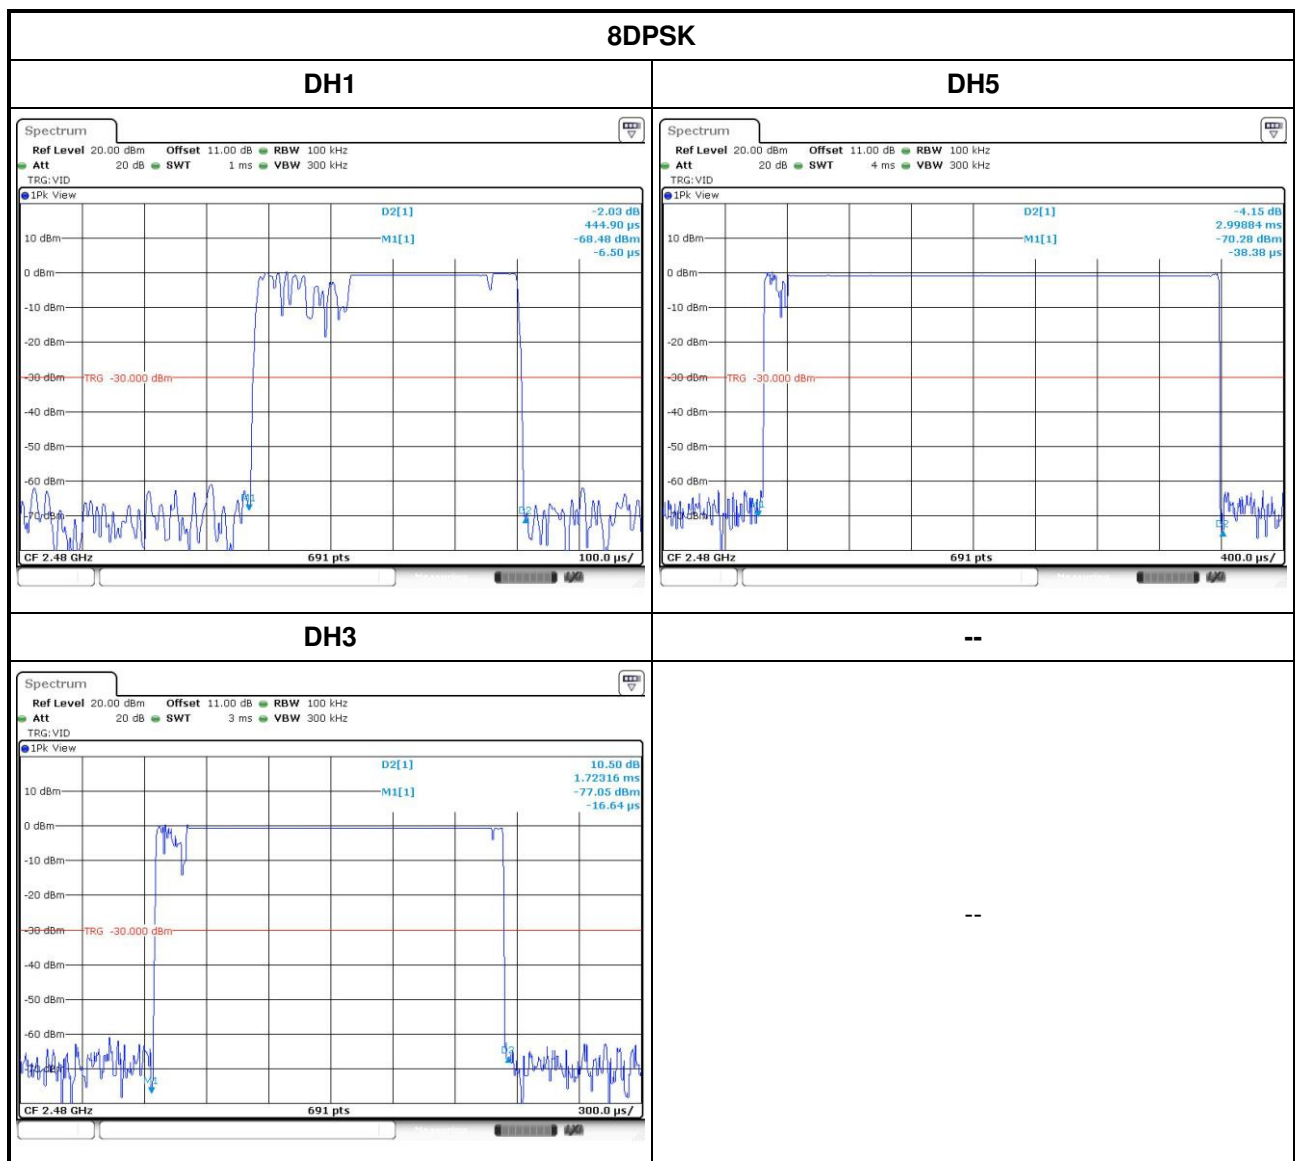 8DPSK
DH1
DH5
Spectrum
Ref Level 20.00 dBm Offset 11.00 dB RBW 100 kHz
Att 20 dB SWT 1 ms VBW 300 kHz
TRG:VID
1Pk View
D2[1] -2.03 dB
444.90 µs
10 dBm
M1[1] -68.48 dBm
-6.50 µs
0 dBm
-10 dBm
-20 dBm
-30 dBm TRG -30.000 dBm
-40 dBm
-50 dBm
-60 dBm
M1
D2
-70 dBm
CF 2.48 GHz 691 pts 100.0 µs/
Spectrum
Ref Level 20.00 dBm Offset 11.00 dB RBW 100 kHz
Att 20 dB SWT 4 ms VBW 300 kHz
TRG:VID
1Pk View
D2[1] -4.15 dB
2.99884 ms
10 dBm
M1[1] -70.28 dBm
-38.38 µs
0 dBm
-10 dBm
-20 dBm
-30 dBm TRG -30.000 dBm
-40 dBm
-50 dBm
-60 dBm
-70 dBm
D2
CF 2.48 GHz 691 pts 400.0 µs/
DH3
--
Spectrum
Ref Level 20.00 dBm Offset 11.00 dB RBW 100 kHz
Att 20 dB SWT 3 ms VBW 300 kHz
TRG:VID
1Pk View
D2[1] 10.50 dB
1.72316 ms
10 dBm
M1[1] -77.05 dBm
-16.64 µs
0 dBm
-10 dBm
-20 dBm
-30 dBm TRG -30.000 dBm
-40 dBm
-50 dBm
-60 dBm
D2
-70 dBm
M1
CF 2.48 GHz 691 pts 300.0 µs/
--